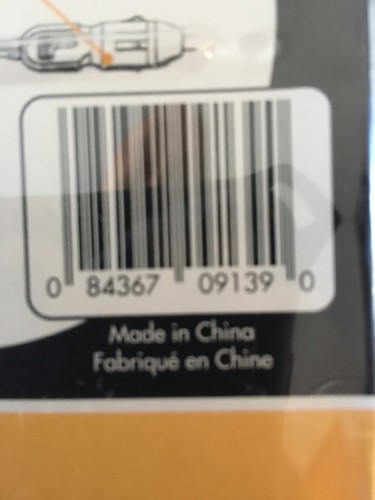 0 84367 09139 0
Made in China
Fabriqué en Chine